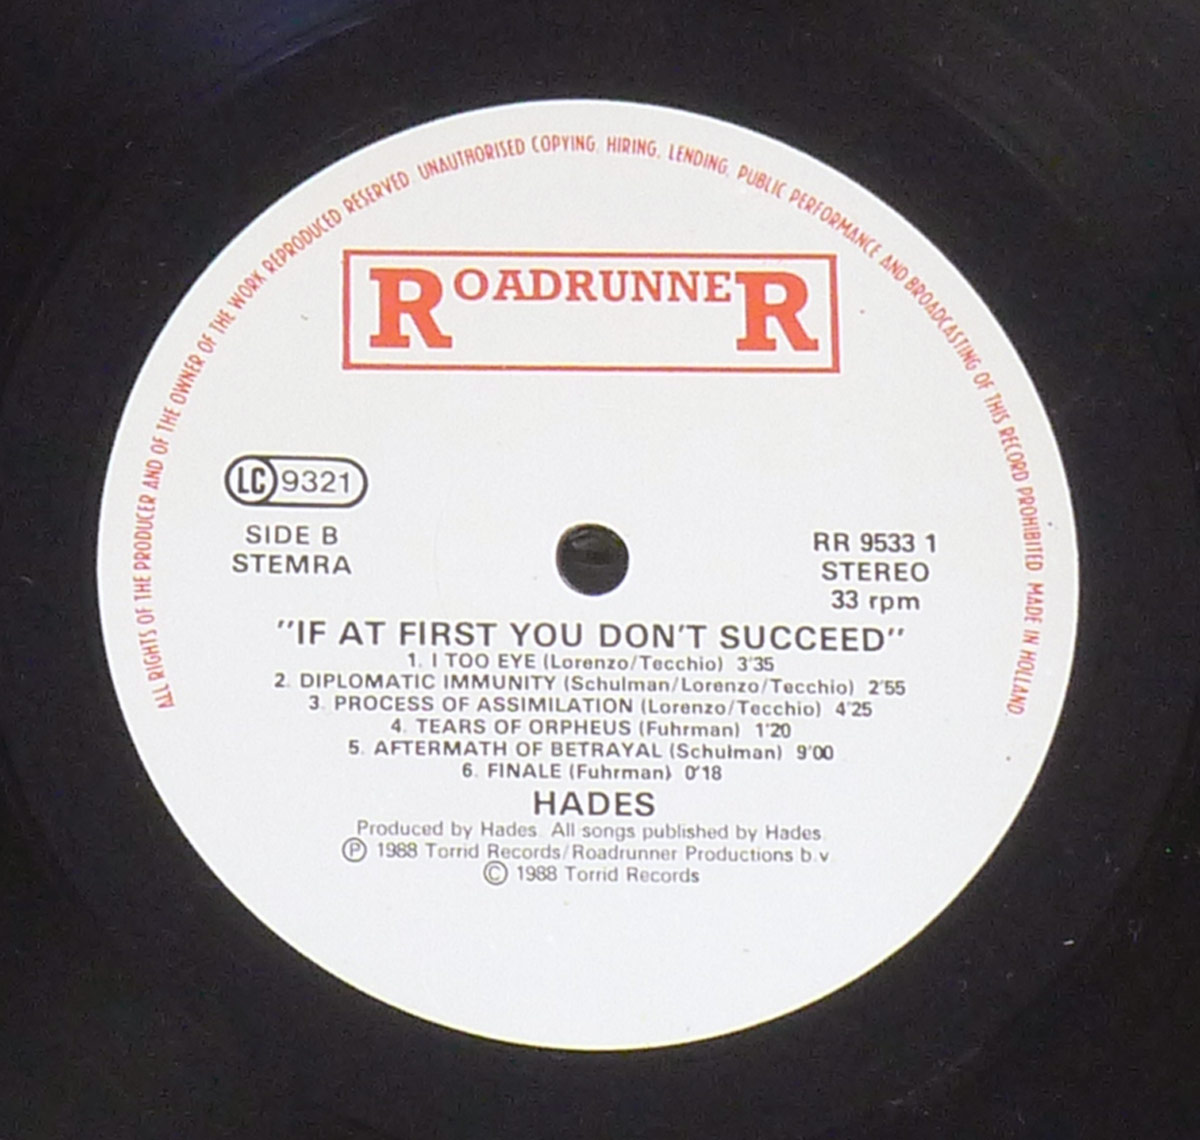 ALL RIGHTS OF THE PRODUCER AND OF THE OWNER OF THE WORK REPRODUCED RESERVED. UNAUTHORISED COPYING, HIRING, LENDING, PUBLIC PERFORMANCE AND BROADCASTING OF THIS RECORD PROHIBITED. MADE IN HOLLAND
ROADRUNNER
LC 9321
SIDE B
STEMRA
RR 9533 1
STEREO
33 rpm
"IF AT FIRST YOU DON'T SUCCEED"
1. I TOO EYE (Lorenzo/Tecchio) 3'35
2. DIPLOMATIC IMMUNITY (Schulman/Lorenzo/Tecchio) 2'55
3. PROCESS OF ASSIMILATION (Lorenzo/Tecchio) 4'25
4. TEARS OF ORPHEUS (Fuhrman) 1'20
5. AFTERMATH OF BETRAYAL (Schulman) 9'00
6. FINALE (Fuhrman) 0'18
HADES
Produced by Hades. All songs published by Hades.
Ⓟ 1988 Torrid Records/Roadrunner Productions b.v
© 1988 Torrid Records